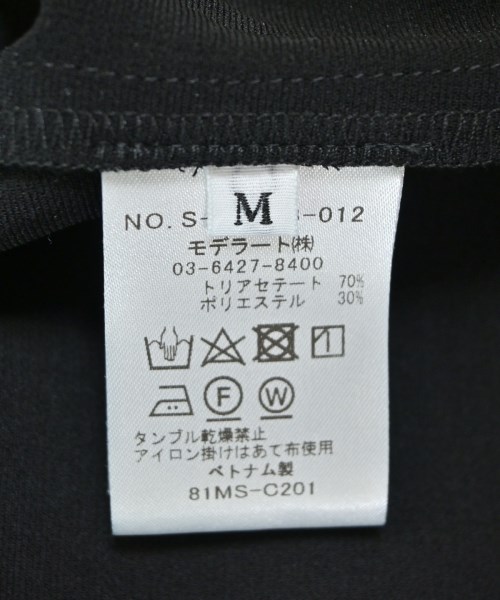 M
NO. S- -012
モデラート㈱
03-6427-8400
トリアセテート 70%
ポリエステル 30%
F W
タンブル乾燥禁止
アイロン掛けはあて布使用
ベトナム製
81MS-C201